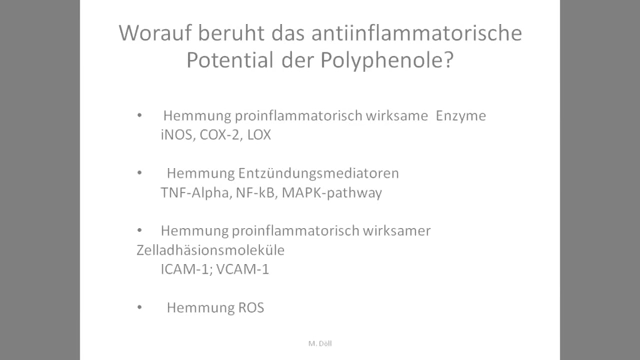 Worauf beruht das antiinflammatorische
Potential der Polyphenole?
• Hemmung proinflammatorisch wirksame Enzyme
iNOS, COX-2, LOX
• Hemmung Entzündungsmediatoren
TNF-Alpha, NF-kB, MAPK-pathway
• Hemmung proinflammatorisch wirksamer
Zelladhäsionsmoleküle
ICAM-1; VCAM-1
• Hemmung ROS
M. Döll